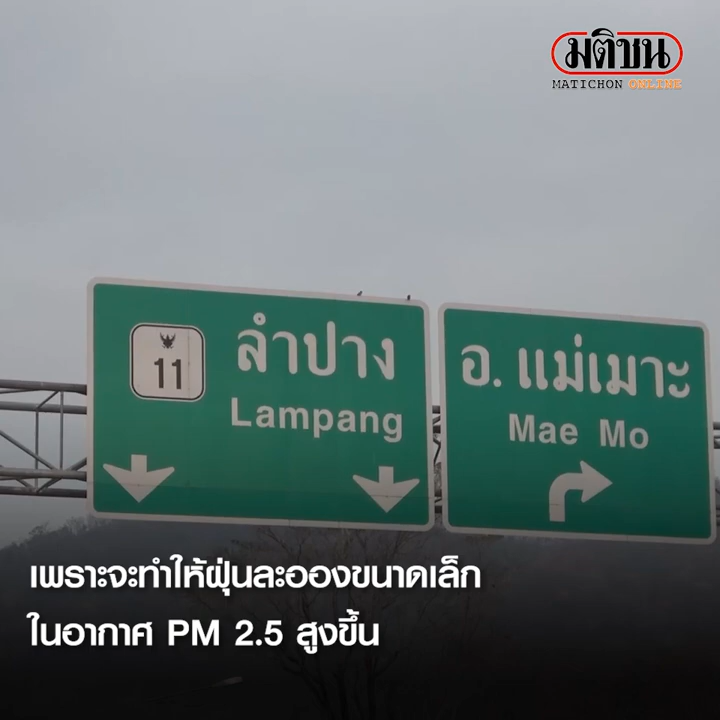 มติชน
MATICHON ONLINE
11
ลำปาง
Lampang
อ. แม่เมาะ
Mae Mo
เพราะจะทำให้ฝุ่นละอองขนาดเล็ก
ในอากาศ PM 2.5 สูงขึ้น